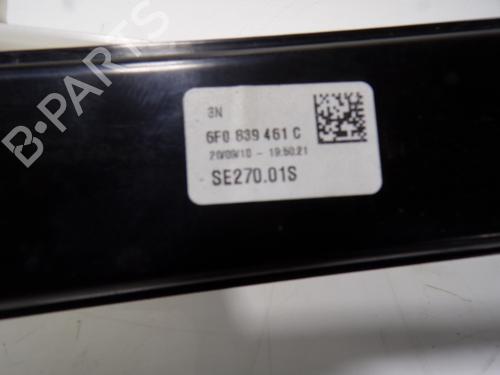 3N
6F0 839 461 C
20/09/10 - 19:50:21
SE270.01S
B-Parts